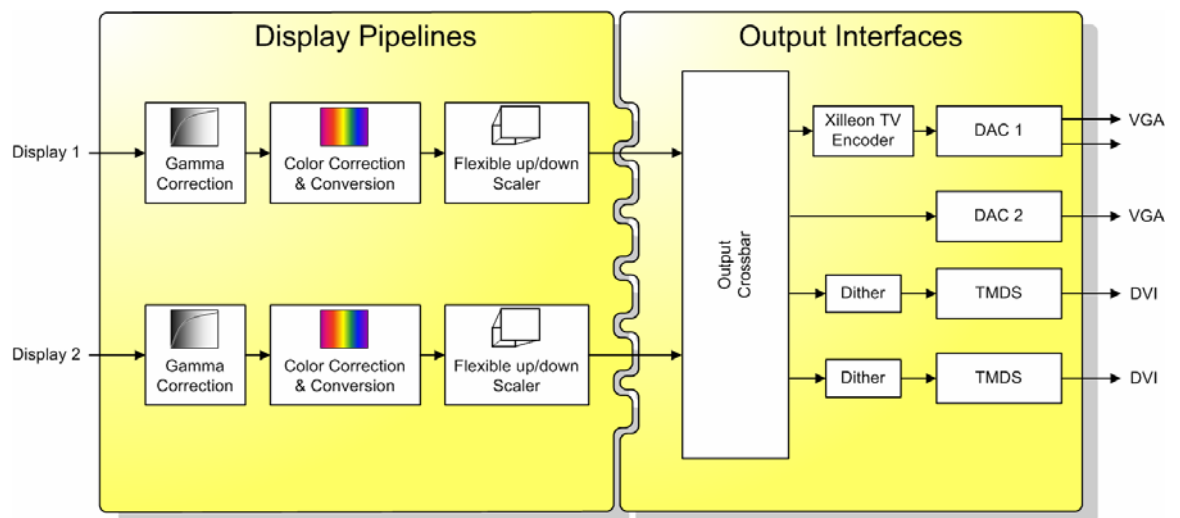 Display Pipelines
Output Interfaces
Display 1
Gamma
Correction
Color Correction
& Conversion
Flexible up/down
Scaler
Display 2
Gamma
Correction
Color Correction
& Conversion
Flexible up/down
Scaler
Output
Crossbar
Xilleon TV
Encoder
DAC 1
VGA
DAC 2
VGA
Dither
TMDS
DVI
Dither
TMDS
DVI